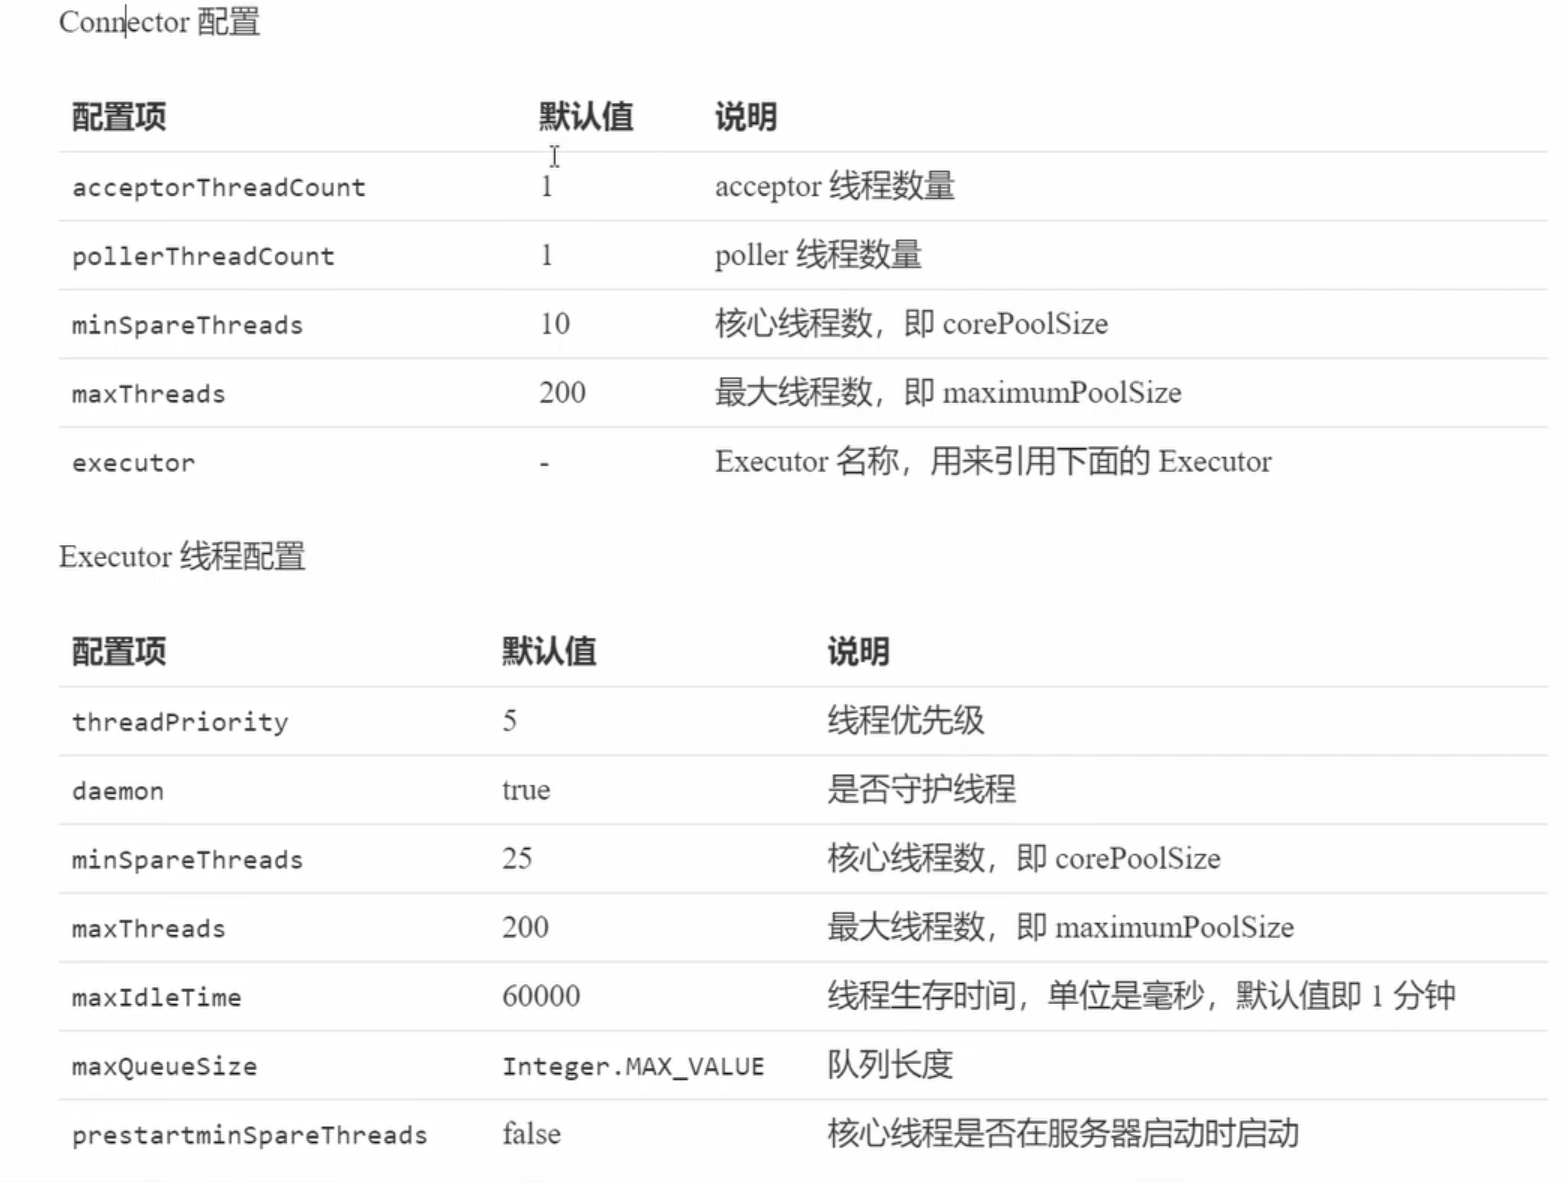 Connector 配置
配置项 默认值 说明
acceptorThreadCount 1 acceptor 线程数量
pollerThreadCount 1 poller 线程数量
minSpareThreads 10 核心线程数，即 corePoolSize
maxThreads 200 最大线程数，即 maximumPoolSize
executor - Executor 名称，用来引用下面的 Executor
Executor 线程配置
配置项 默认值 说明
threadPriority 5 线程优先级
daemon true 是否守护线程
minSpareThreads 25 核心线程数，即 corePoolSize
maxThreads 200 最大线程数，即 maximumPoolSize
maxIdleTime 60000 线程生存时间，单位是毫秒，默认值即 1 分钟
maxQueueSize Integer.MAX_VALUE 队列长度
prestartminSpareThreads false 核心线程是否在服务器启动时启动